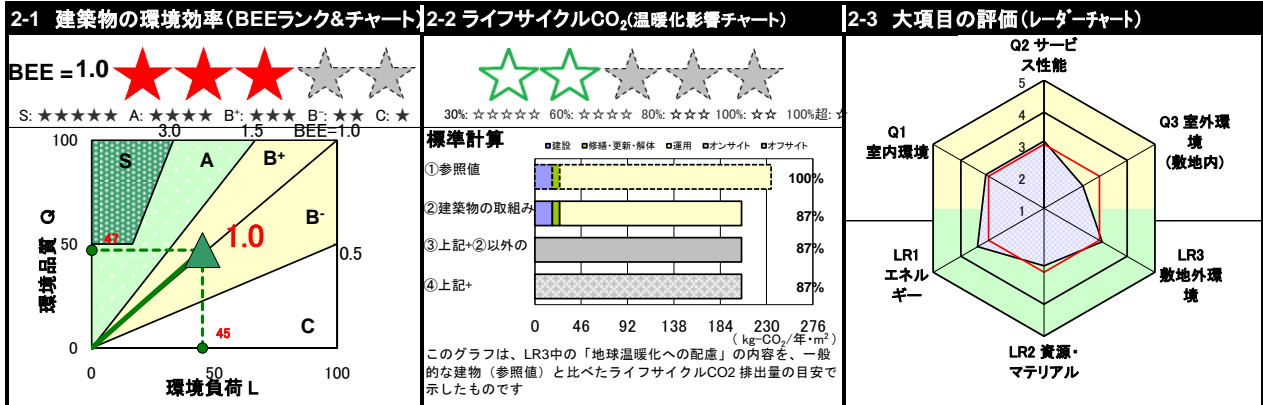 2-1 建築物の環境効率(BEEランク&チャート)
BEE = 1.0
S: ★★★★★ A: ★★★★ B+: ★★★ B-: ★★ C: ★
3.0 1.5 BEE=1.0
100
S A B+
B-
1.0
50
47
0.5
45
C
0
0 50 100
環境品質 Q
環境負荷 L
2-2 ライフサイクルCO2(温暖化影響チャート)
30%: ☆☆☆☆☆ 60%: ☆☆☆☆ 80%: ☆☆☆ 100%: ☆☆ 100%超: ☆
標準計算
建設 修繕・更新・解体 運用 オンサイト オフサイト
①参照値 100%
②建築物の取組み 87%
③上記+②以外の 87%
④上記+ 87%
0 46 92 138 184 230 276
( kg-CO2/年・m2 )
このグラフは、LR3中の「地球温暖化への配慮」の内容を、一般
的な建物(参照値)と比べたライフサイクルCO2 排出量の目安で
示したものです
2-3 大項目の評価(レーダーチャート)
Q2 サービ
ス性能
5
4
3
2
1
Q1
室内環境
Q3 室外環
境
(敷地内)
LR1
エネル
ギー
LR3
敷地外環
境
LR2 資源・
マテリアル